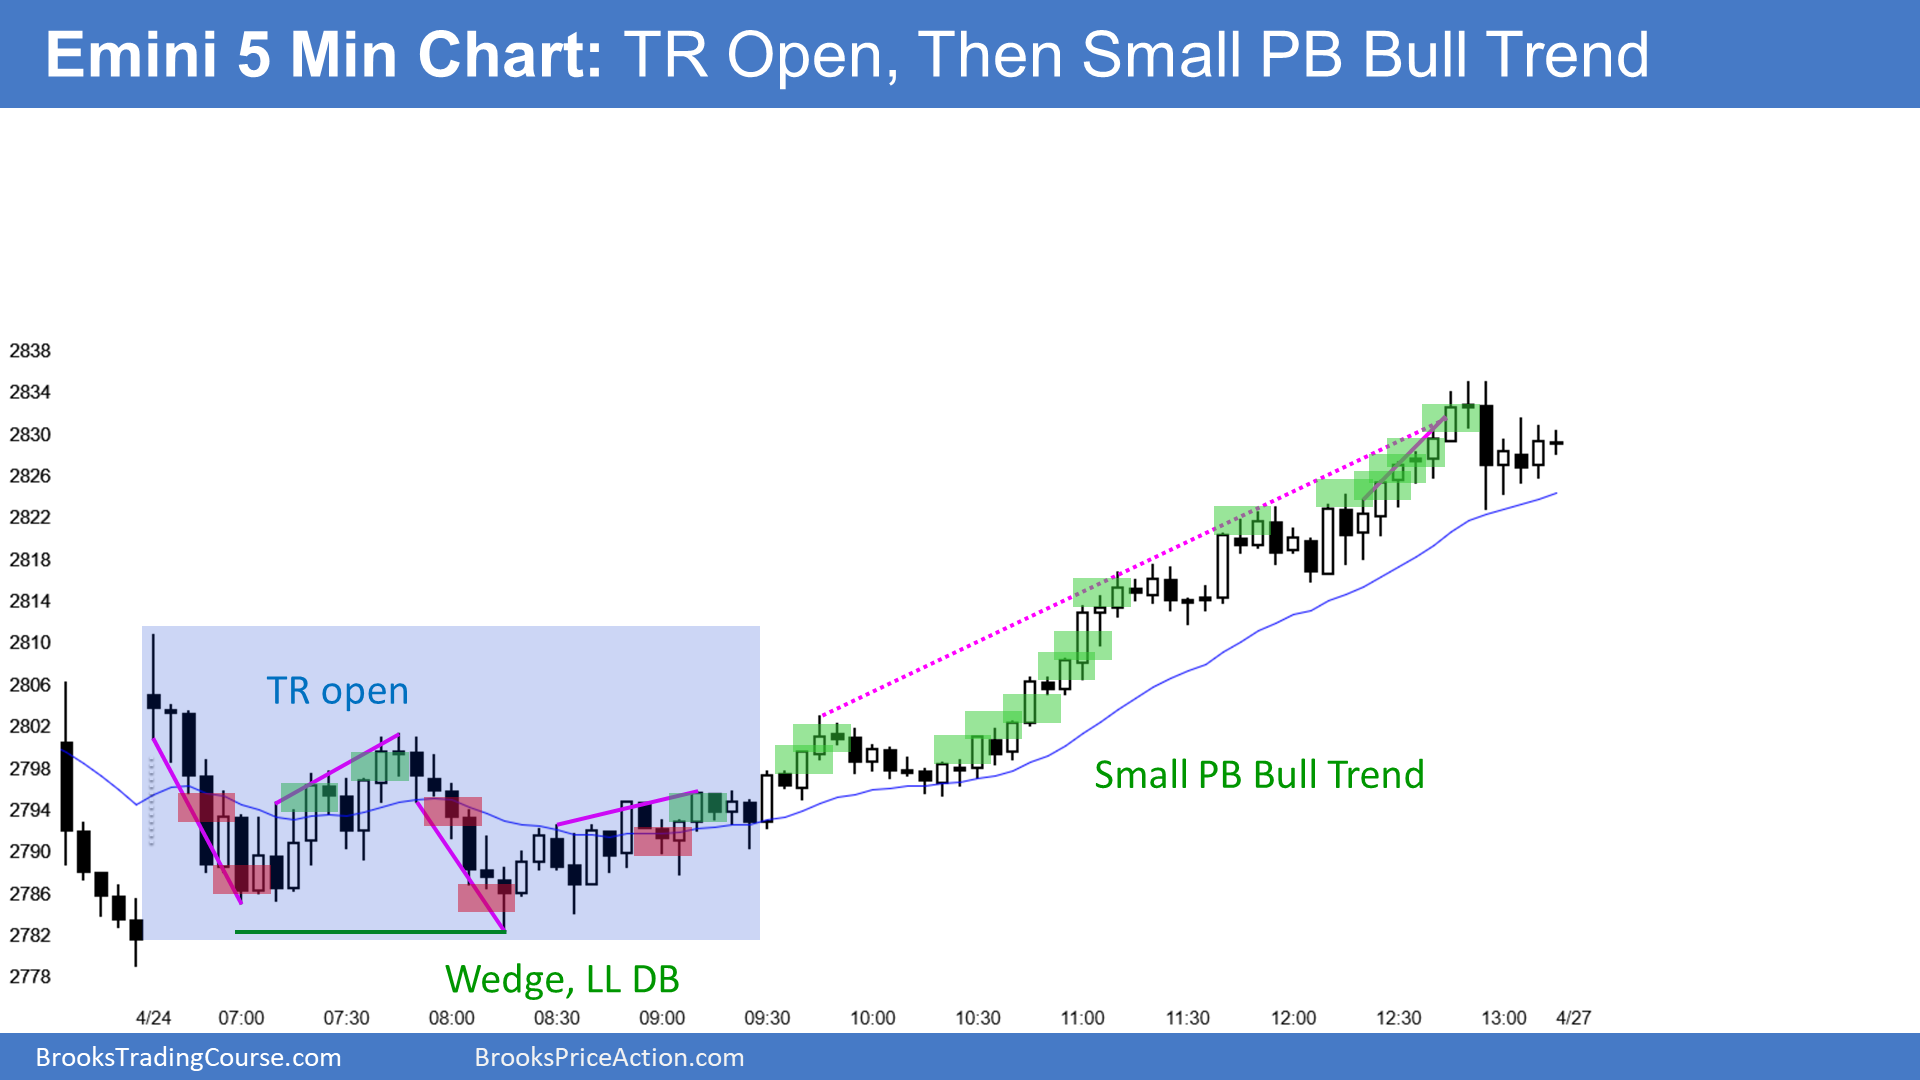 Emini 5 Min Chart: TR Open, Then Small PB Bull Trend
2838
2834
2830
2826
2822
2818
2814
2810
2806
2802
2798
2794
2790
2786
2782
2778
TR open
Small PB Bull Trend
Wedge, LL DB
4/24 07:00 07:30 08:00 08:30 09:00 09:30 10:00 10:30 11:00 11:30 12:00 12:30 13:00 4/27
BrooksTradingCourse.com BrooksPriceAction.com